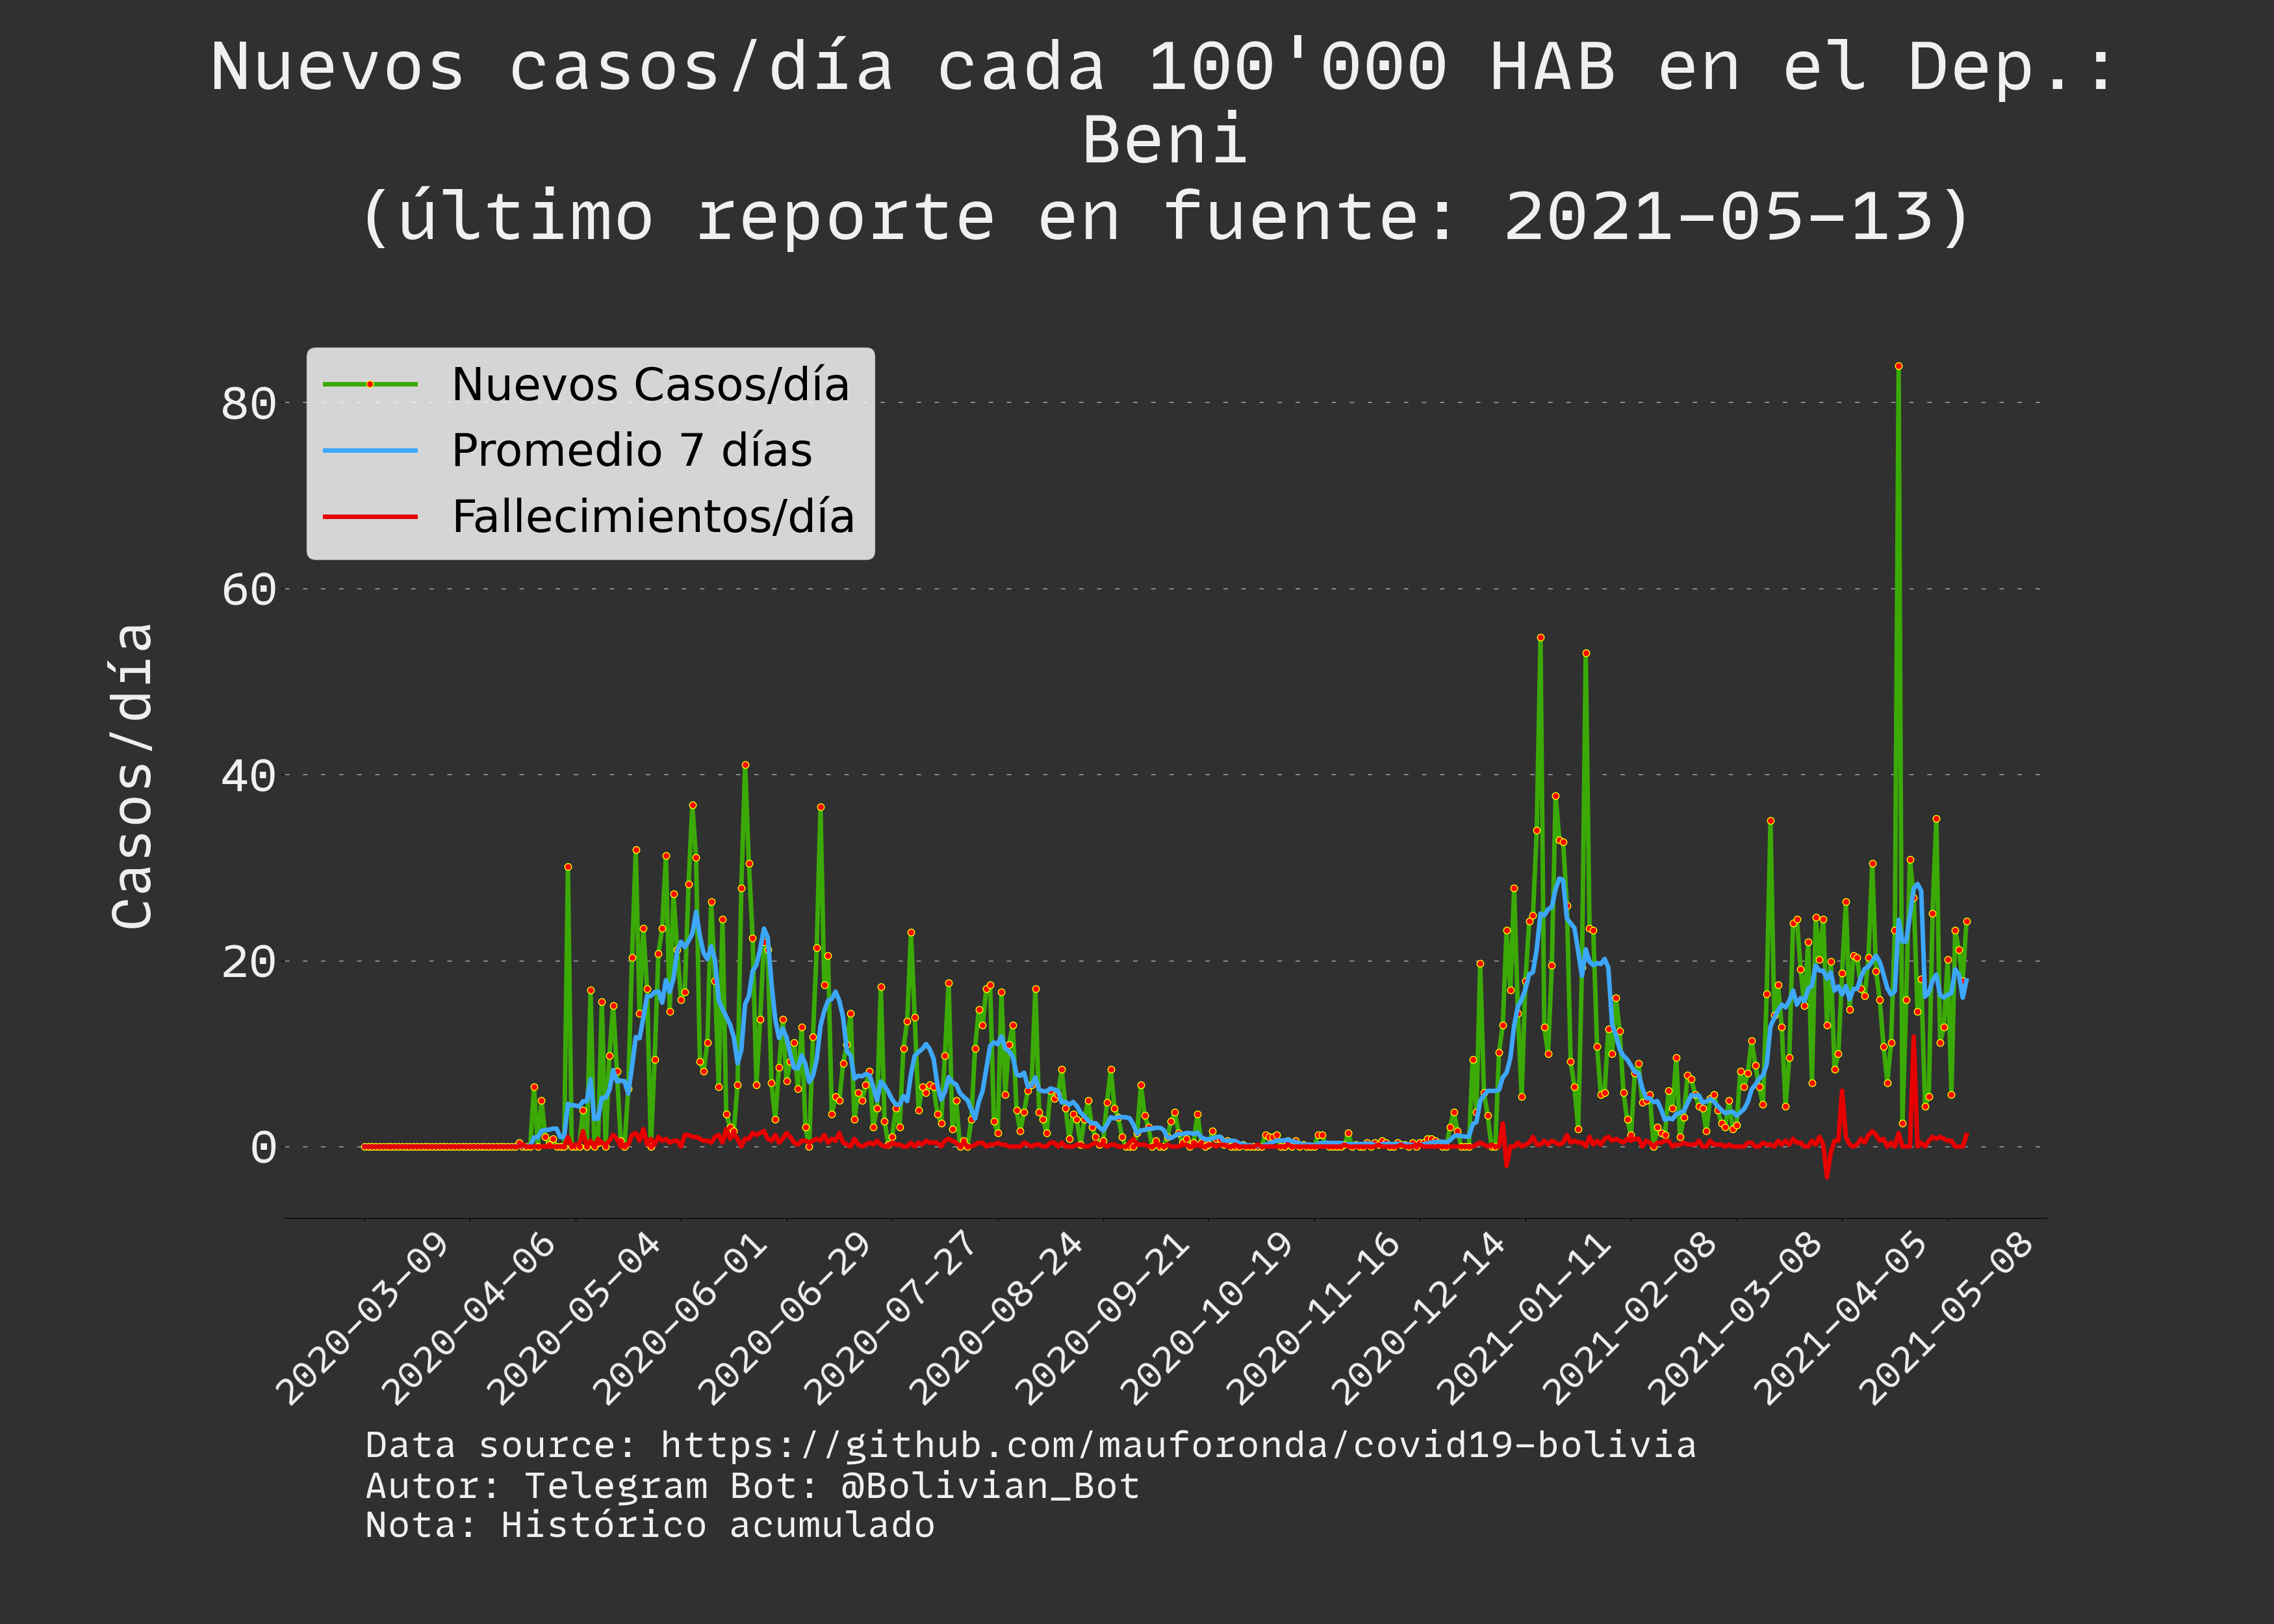 Nuevos casos/día cada 100'000 HAB en el Dep.:
Beni
(último reporte en fuente: 2021-05-13)
Nuevos Casos/día
Promedio 7 días
Fallecimientos/día
Casos/día
80
60
40
20
0
2020-03-09
2020-04-06
2020-05-04
2020-06-01
2020-06-29
2020-07-27
2020-08-24
2020-09-21
2020-10-19
2020-11-16
2020-12-14
2021-01-11
2021-02-08
2021-03-08
2021-04-05
2021-05-08
Data source: https://github.com/mauforonda/covid19-bolivia
Autor: Telegram Bot: @Bolivian_Bot
Nota: Histórico acumulado